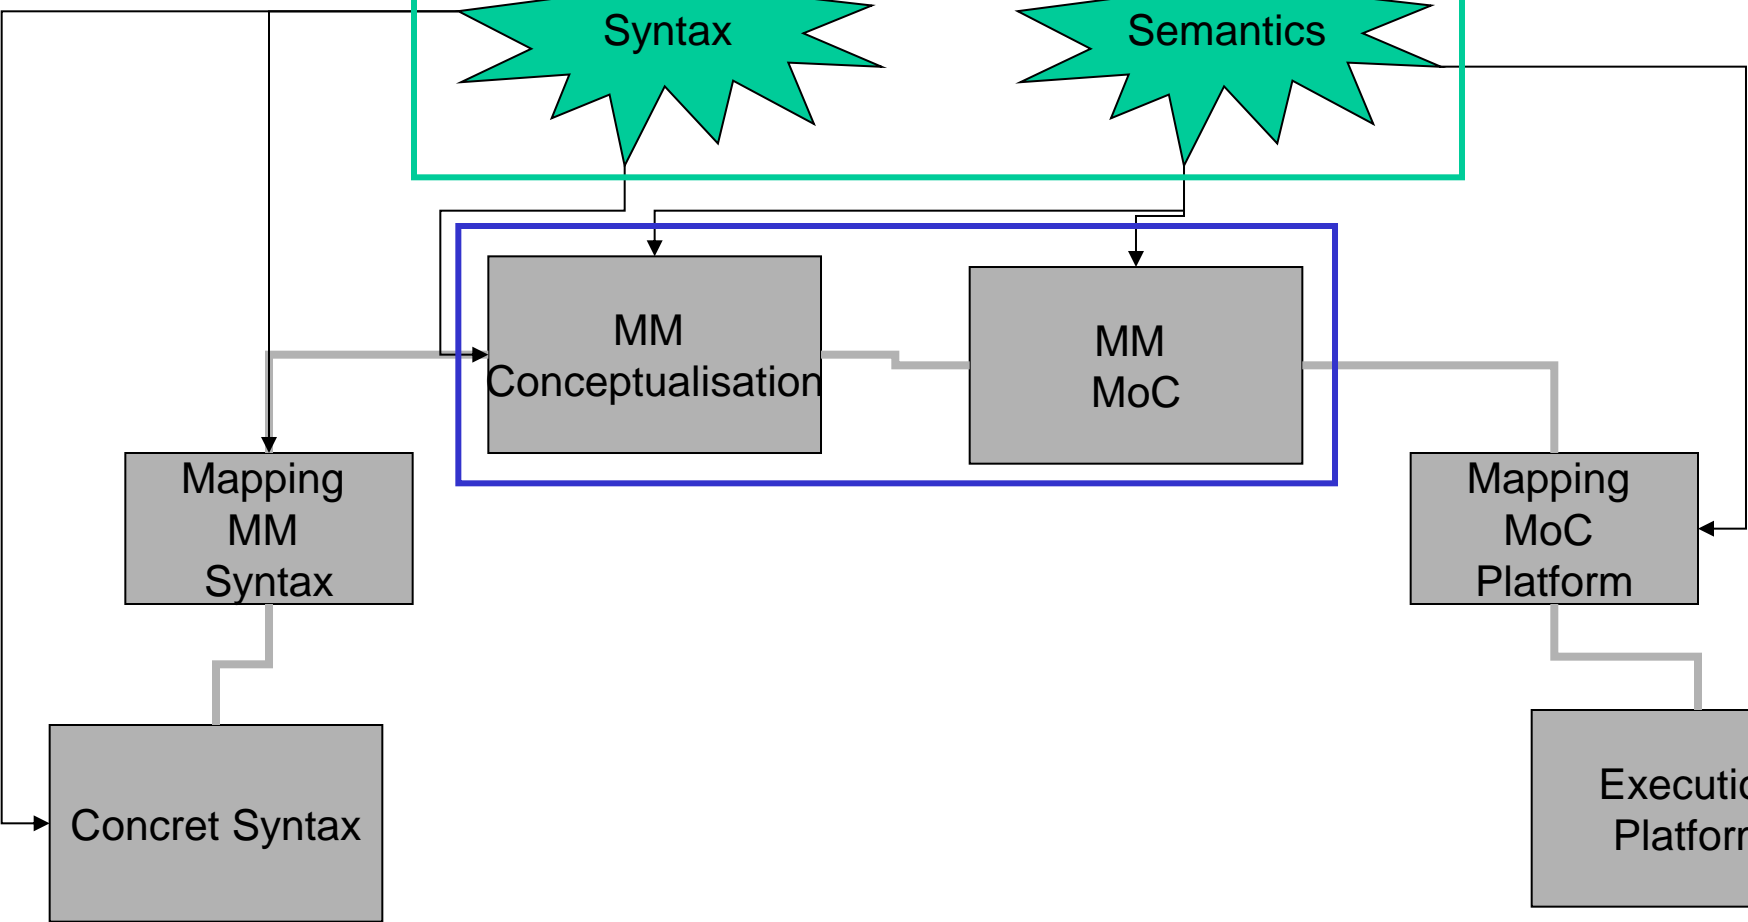 Syntax
Semantics
MM
Conceptualisation
MM
MoC
Mapping
MM
Syntax
Mapping
MoC
Platform
Concret Syntax